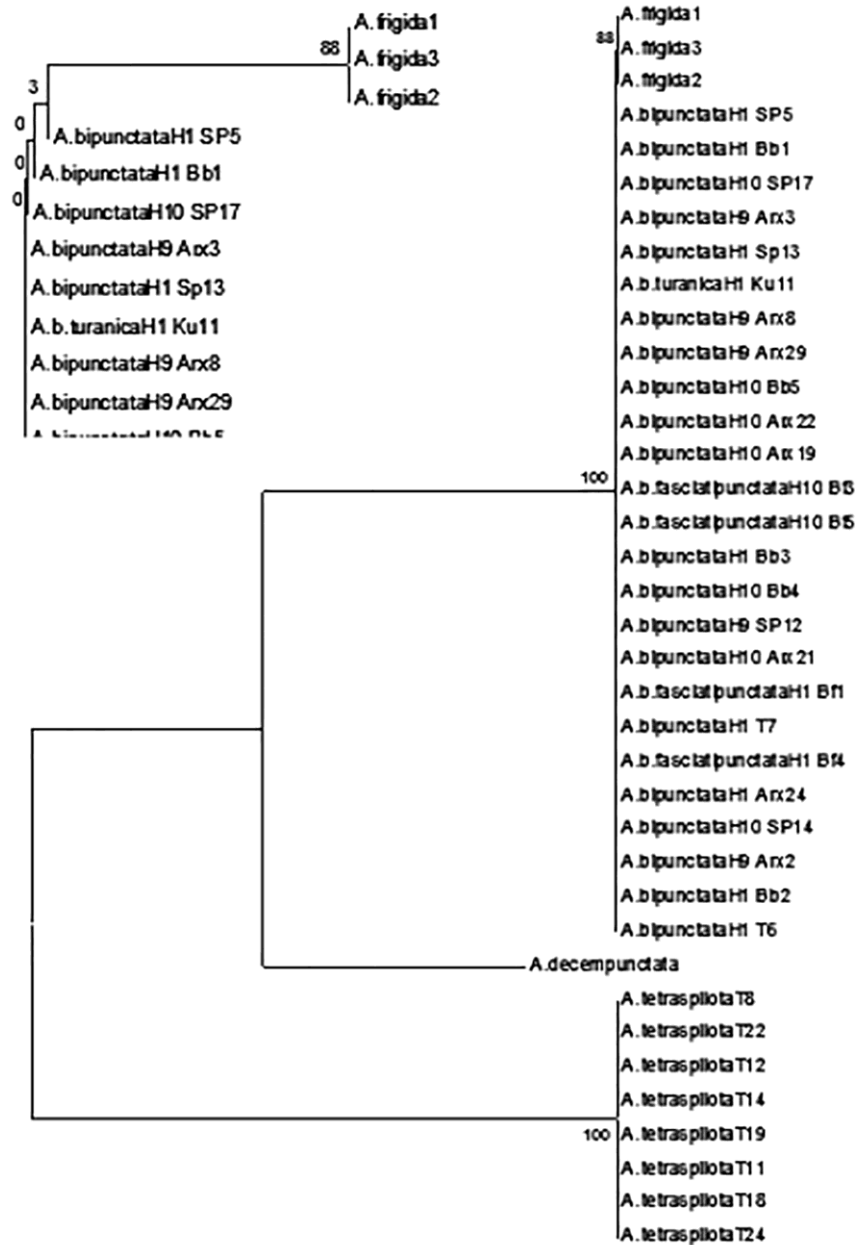 A.frigida1
88
A.frigida3
A.frigida2
3
A.bipunctataH1 SP5
0
A.bipunctataH1 Bb1
0
A.bipunctataH10 SP17
0
A.bipunctataH9 Arx3
A.bipunctataH1 Sp13
A.b.turanicaH1 Ku11
A.bipunctataH9 Arx8
A.bipunctataH9 Arx29
A.bipunctataH10 Bb5
A.frigida1
88
A.frigida3
A.frigida2
A.bipunctataH1 SP5
A.bipunctataH1 Bb1
A.bipunctataH10 SP17
A.bipunctataH9 Arx3
A.bipunctataH1 Sp13
A.b.turanicaH1 Ku11
A.bipunctataH9 Arx8
A.bipunctataH9 Arx29
A.bipunctataH10 Bb5
A.bipunctataH10 Arx22
A.bipunctataH10 Arx19
100
A.b.fasciatipunctataH10 Bf3
A.b.fasciatipunctataH10 Bf5
A.bipunctataH1 Bb3
A.bipunctataH10 Bb4
A.bipunctataH9 SP12
A.bipunctataH10 Arx21
A.b.fasciatipunctataH1 Bf1
A.bipunctataH1 T7
A.b.fasciatipunctataH1 Bf4
A.bipunctataH1 Arx24
A.bipunctataH10 SP14
A.bipunctataH9 Arx2
A.bipunctataH1 Bb2
A.bipunctataH1 T6
A.decempunctata
A.tetraspilotaT8
A.tetraspilotaT22
A.tetraspilotaT12
A.tetraspilotaT14
100
A.tetraspilotaT19
A.tetraspilotaT11
A.tetraspilotaT18
A.tetraspilotaT24